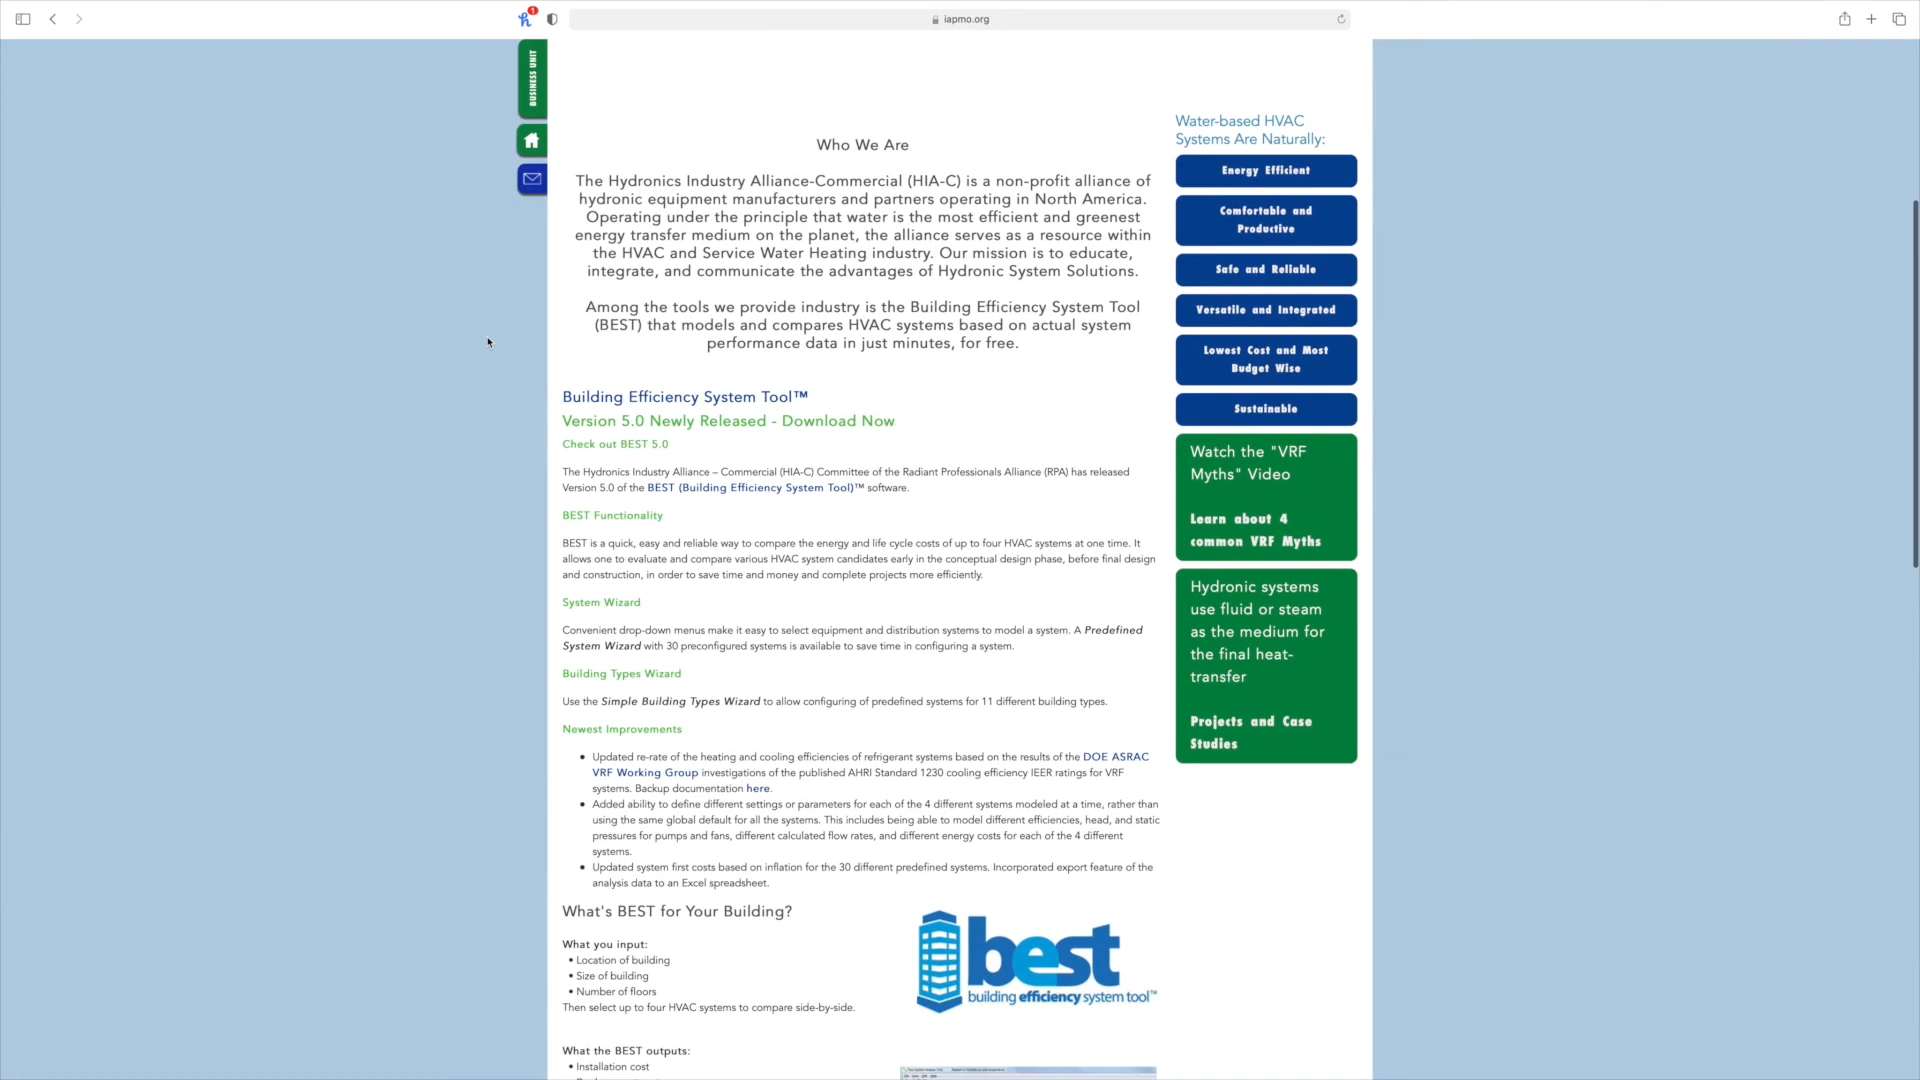 1
iapmo.org
BUSINESS UNIT
Who We Are
The Hydronics Industry Alliance-Commercial (HIA-C) is a non-profit alliance of
hydronic equipment manufacturers and partners operating in North America.
Operating under the principle that water is the most efficient and greenest
energy transfer medium on the planet, the alliance serves as a resource within
the HVAC and Service Water Heating industry. Our mission is to educate,
integrate, and communicate the advantages of Hydronic System Solutions.
Among the tools we provide industry is the Building Efficiency System Tool
(BEST) that models and compares HVAC systems based on actual system
performance data in just minutes, for free.
Building Efficiency System Tool™
Version 5.0 Newly Released - Download Now
Check out BEST 5.0
The Hydronics Industry Alliance – Commercial (HIA-C) Committee of the Radiant Professionals Alliance (RPA) has released
Version 5.0 of the BEST (Building Efficiency System Tool)™ software.
BEST Functionality
BEST is a quick, easy and reliable way to compare the energy and life cycle costs of up to four HVAC systems at one time. It
allows one to evaluate and compare various HVAC system candidates early in the conceptual design phase, before final design
and construction, in order to save time and money and complete projects more efficiently.
System Wizard
Convenient drop-down menus make it easy to select equipment and distribution systems to model a system. A Predefined
System Wizard with 30 preconfigured systems is available to save time in configuring a system.
Building Types Wizard
Use the Simple Building Types Wizard to allow configuring of predefined systems for 11 different building types.
Newest Improvements
• Updated re-rate of the heating and cooling efficiencies of refrigerant systems based on the results of the DOE ASRAC
VRF Working Group investigations of the published AHRI Standard 1230 cooling efficiency IEER ratings for VRF
systems. Backup documentation here.
• Added ability to define different settings or parameters for each of the 4 different systems modeled at a time, rather than
using the same global default for all the systems. This includes being able to model different efficiencies, head, and static
pressures for pumps and fans, different calculated flow rates, and different energy costs for each of the 4 different
systems.
• Updated system first costs based on inflation for the 30 different predefined systems. Incorporated export feature of the
analysis data to an Excel spreadsheet.
What's BEST for Your Building?
What you input:
• Location of building
• Size of building
• Number of floors
Then select up to four HVAC systems to compare side-by-side.
best
building efficiency system tool™
What the BEST outputs:
• Installation cost
Water-based HVAC
Systems Are Naturally:
Energy Efficient
Comfortable and
Productive
Safe and Reliable
Versatile and Integrated
Lowest Cost and Most
Budget Wise
Sustainable
Watch the "VRF
Myths" Video
Learn about 4
common VRF Myths
Hydronic systems
use fluid or steam
as the medium for
the final heat-
transfer
Projects and Case
Studies